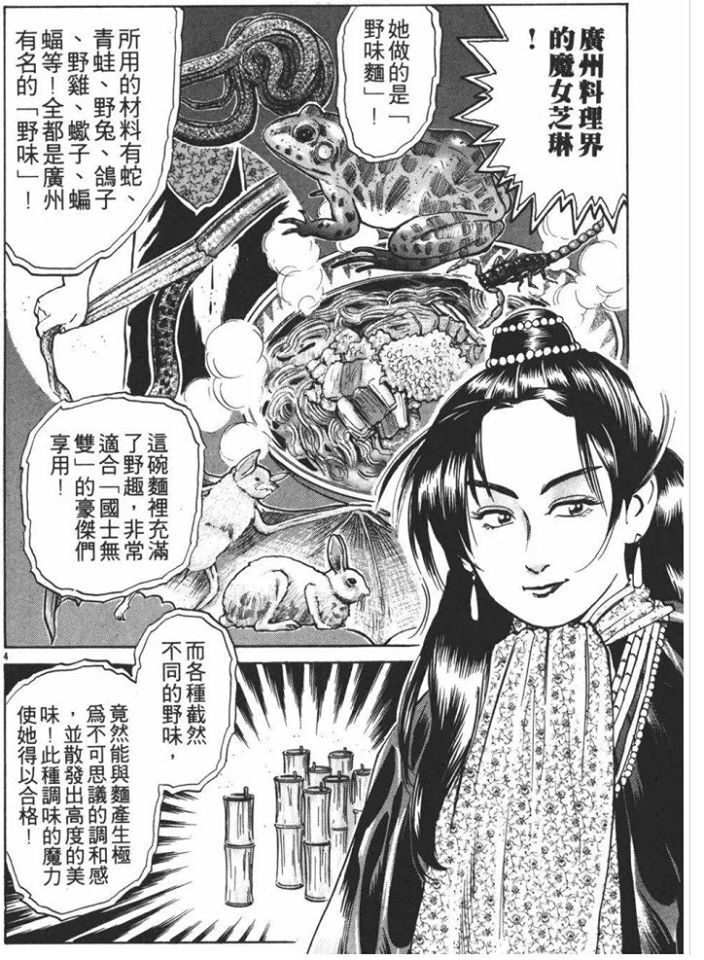 廣州料理界
的魔女芝琳
！
她做的是「
野味麵」！
所用的材料有蛇、
青蛙、野兔、鴿子
、野雞、蠍子、蝙
蝠等！全都是廣州
有名的「野味」！
這碗麵裡充滿
了野趣，非常
適合「國士無
雙」的豪傑們
享用！
4
而各種截然
不同的野味，
竟然能與麵產生極
爲不可思議的調和感
，並散發出高度的美
味！此種調味的魔力
使她得以合格！